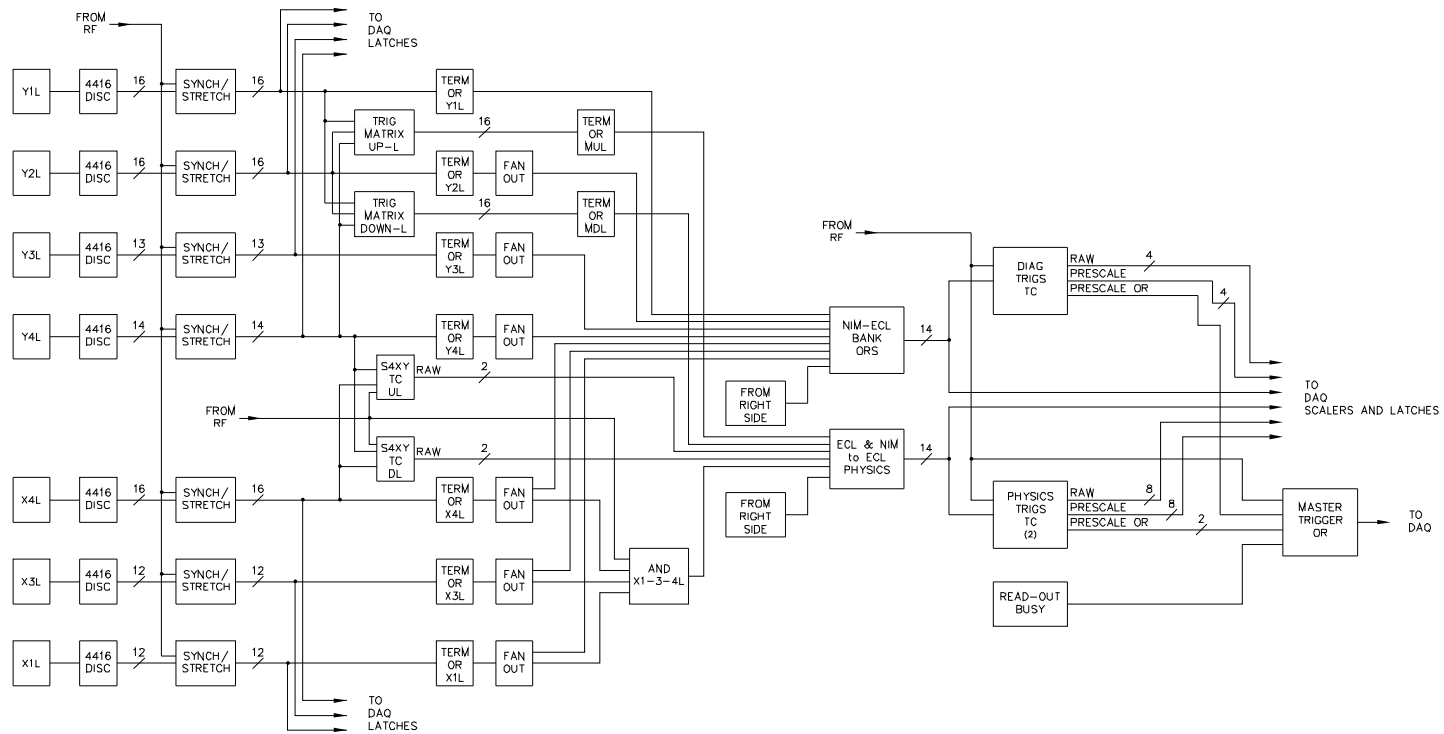 FROM
RF
TO
DAQ
LATCHES
Y1L
4416
DISC
16
SYNCH/
STRETCH
16
TERM
OR
Y1L
TRIG
MATRIX
UP-L
16
TERM
OR
MUL
Y2L
4416
DISC
16
SYNCH/
STRETCH
16
TERM
OR
Y2L
FAN
OUT
TRIG
MATRIX
DOWN-L
16
TERM
OR
MDL
Y3L
4416
DISC
13
SYNCH/
STRETCH
13
TERM
OR
Y3L
FAN
OUT
Y4L
4416
DISC
14
SYNCH/
STRETCH
14
TERM
OR
Y4L
FAN
OUT
S4XY
TC
UL
RAW
2
FROM
RF
S4XY
TC
DL
RAW
2
X4L
4416
DISC
16
SYNCH/
STRETCH
16
TERM
OR
X4L
FAN
OUT
X3L
4416
DISC
12
SYNCH/
STRETCH
12
TERM
OR
X3L
FAN
OUT
AND
X1-3-4L
X1L
4416
DISC
12
SYNCH/
STRETCH
12
TERM
OR
X1L
FAN
OUT
TO
DAQ
LATCHES
FROM
RF
NIM-ECL
BANK
ORS
14
FROM
RIGHT
SIDE
ECL & NIM
to ECL
PHYSICS
14
FROM
RIGHT
SIDE
DIAG
TRIGS
TC
RAW
4
PRESCALE
4
PRESCALE OR
TO
DAQ
SCALERS AND LATCHES
PHYSICS
TRIGS
TC
(2)
RAW
8
PRESCALE
8
PRESCALE OR
2
MASTER
TRIGGER
OR
TO
DAQ
READ-OUT
BUSY